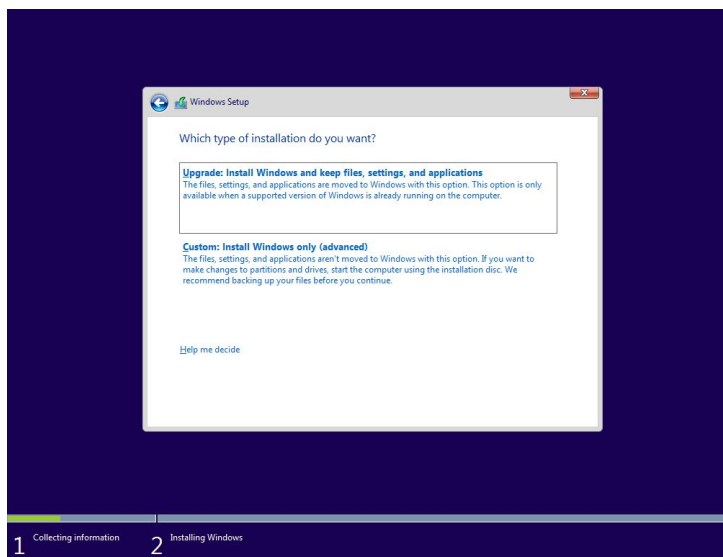 Windows Setup
Which type of installation do you want?
Upgrade: Install Windows and keep files, settings, and applications
The files, settings, and applications are moved to Windows with this option. This option is only
available when a supported version of Windows is already running on the computer.
Custom: Install Windows only (advanced)
The files, settings, and applications aren't moved to Windows with this option. If you want to
make changes to partitions and drives, start the computer using the installation disc. We
recommend backing up your files before you continue.
Help me decide
1 Collecting information 2 Installing Windows